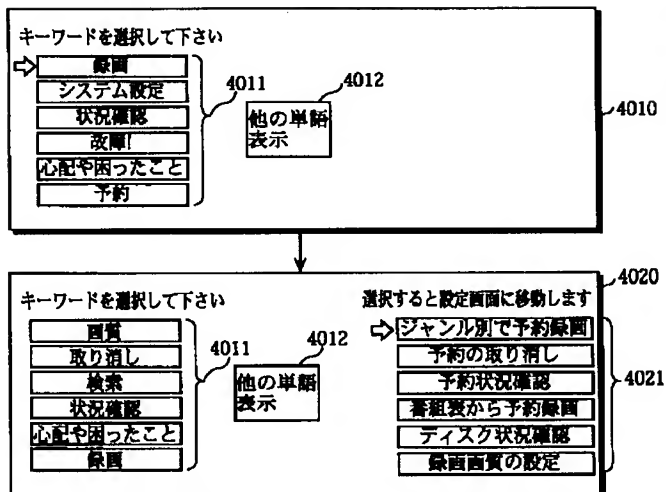 キーワードを選択して下さい
録画
システム設定
状況確認
故障!
心配や困ったこと
予約
4011
他の単語
表示
4012
4010
4020
キーワードを選択して下さい
画質
取り消し
検索
状況確認
心配や困ったこと
録画
4011
他の単語
表示
4012
選択すると設定画面に移動します
ジャンル別で予約録画
予約の取り消し
予約状況確認
番組表から予約録画
ディスク状況確認
録画画質の設定
4021